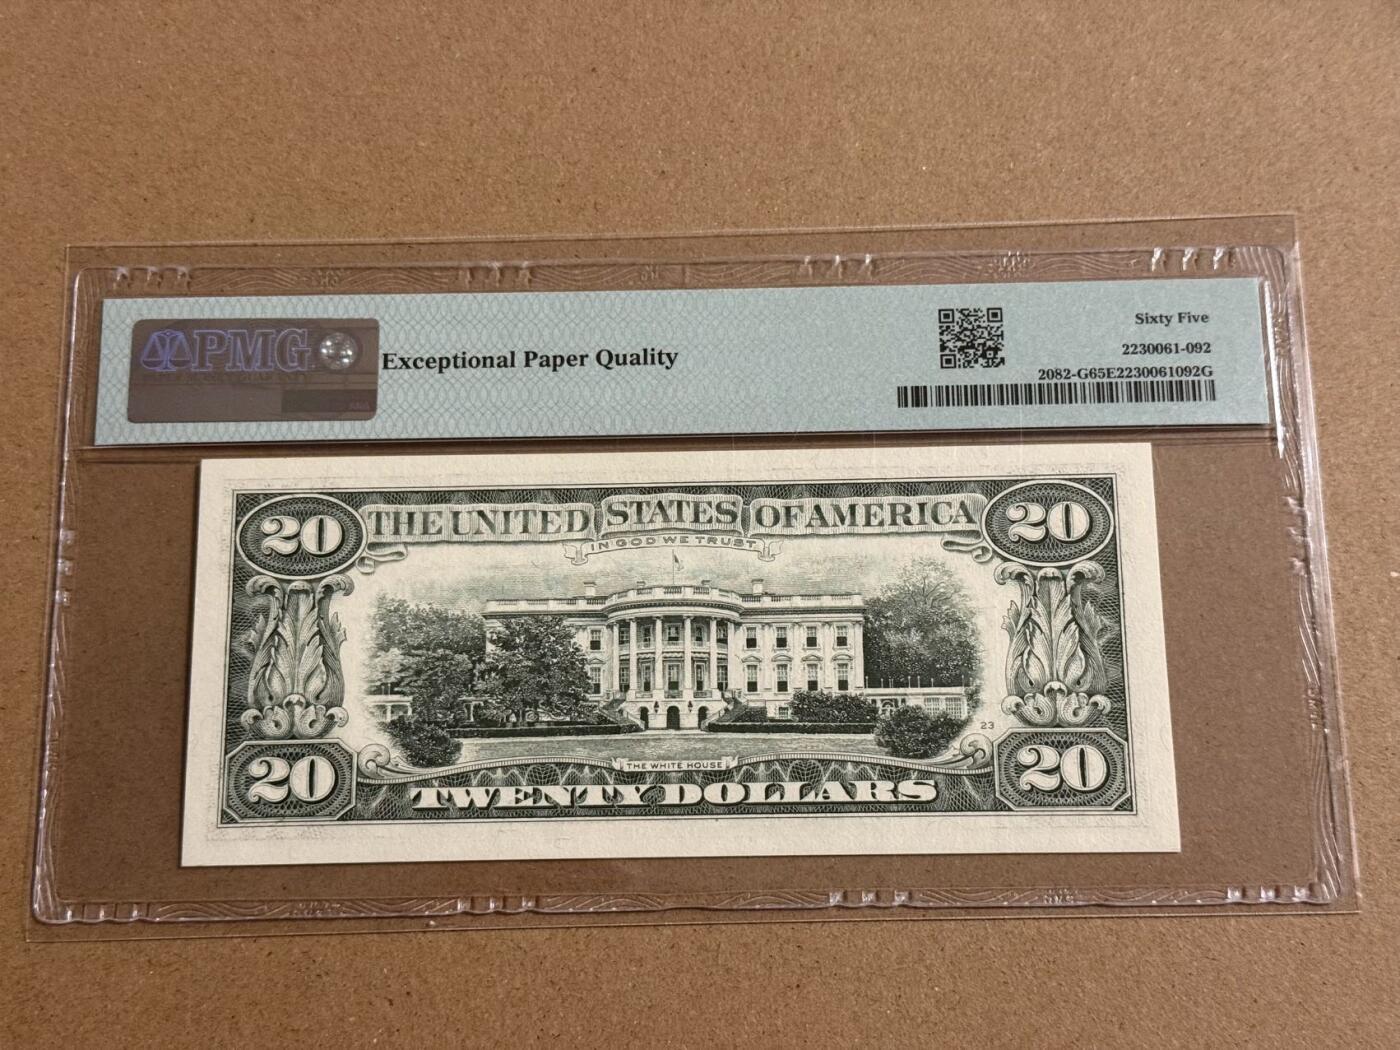 PMG
Exceptional Paper Quality
Sixty Five
2230061-092
2082-G65E2230061092G
20 THE UNITED STATES OF AMERICA 20
IN GOD WE TRUST
23
THE WHITE HOUSE
20 TWENTY DOLLARS 20